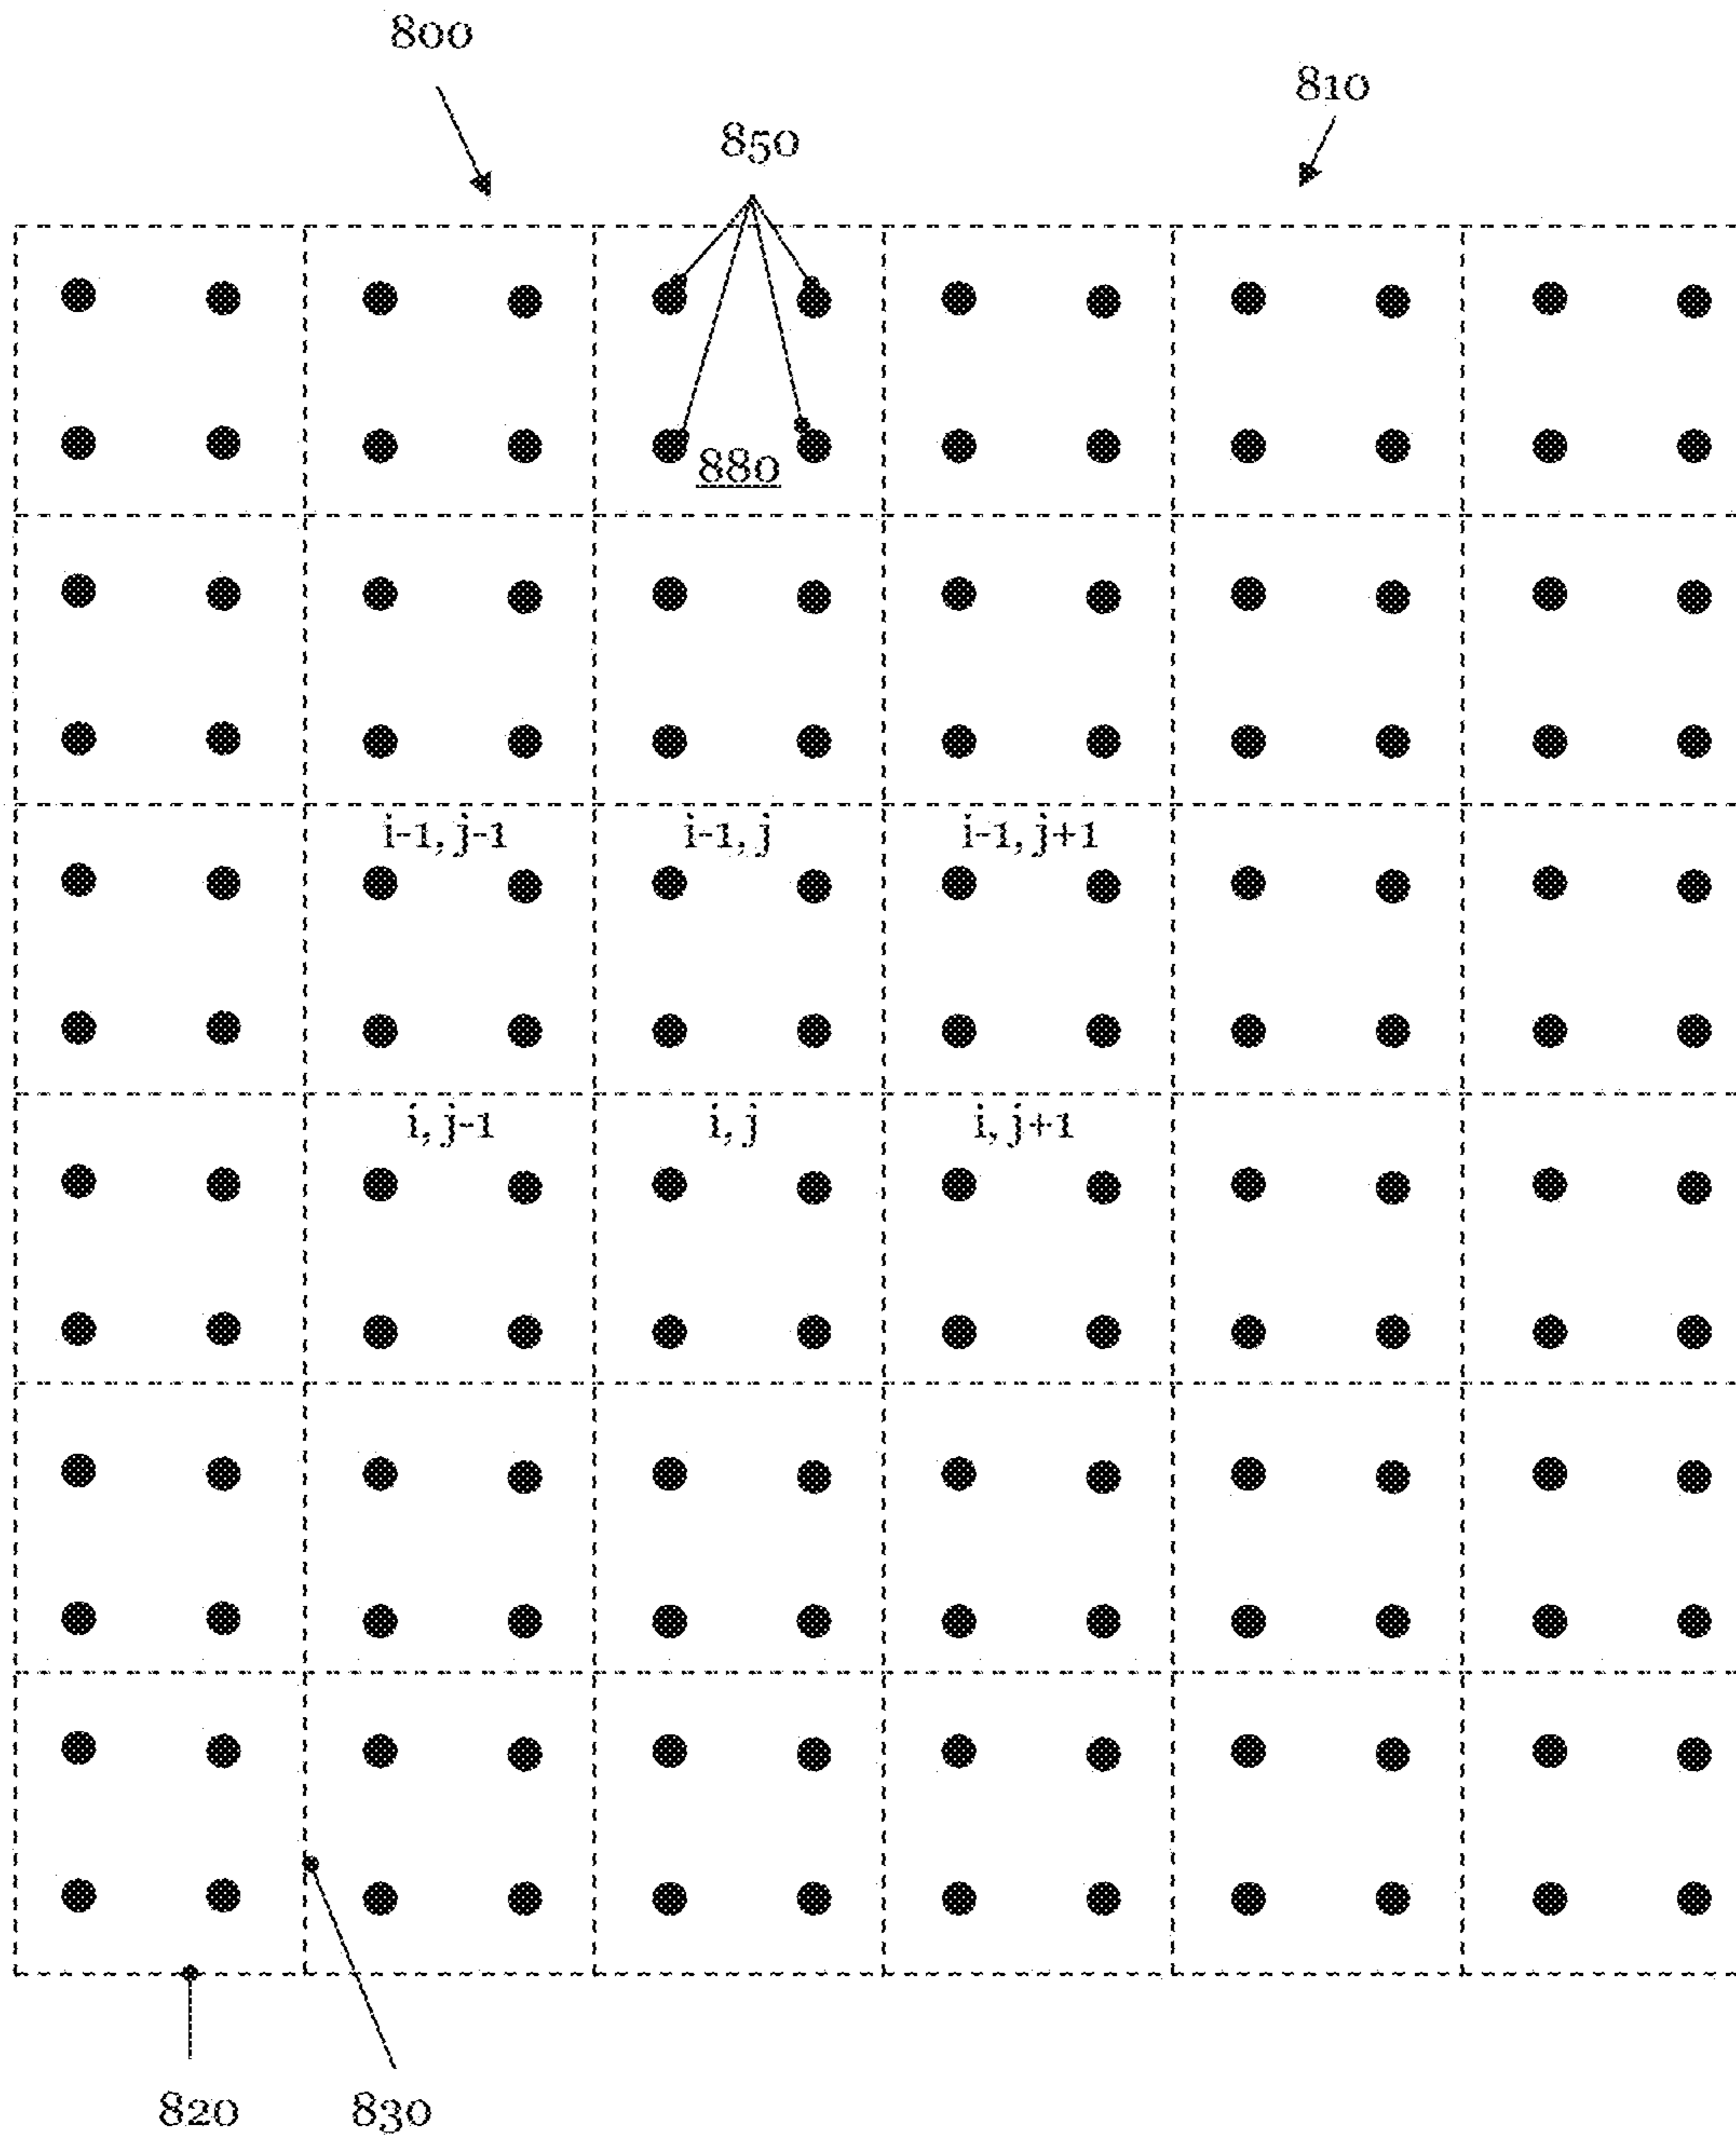 800
810
850
880
i-1, j-1
i-1, j
i-1, j+1
i, j-1
i, j
i, j+1
820
830